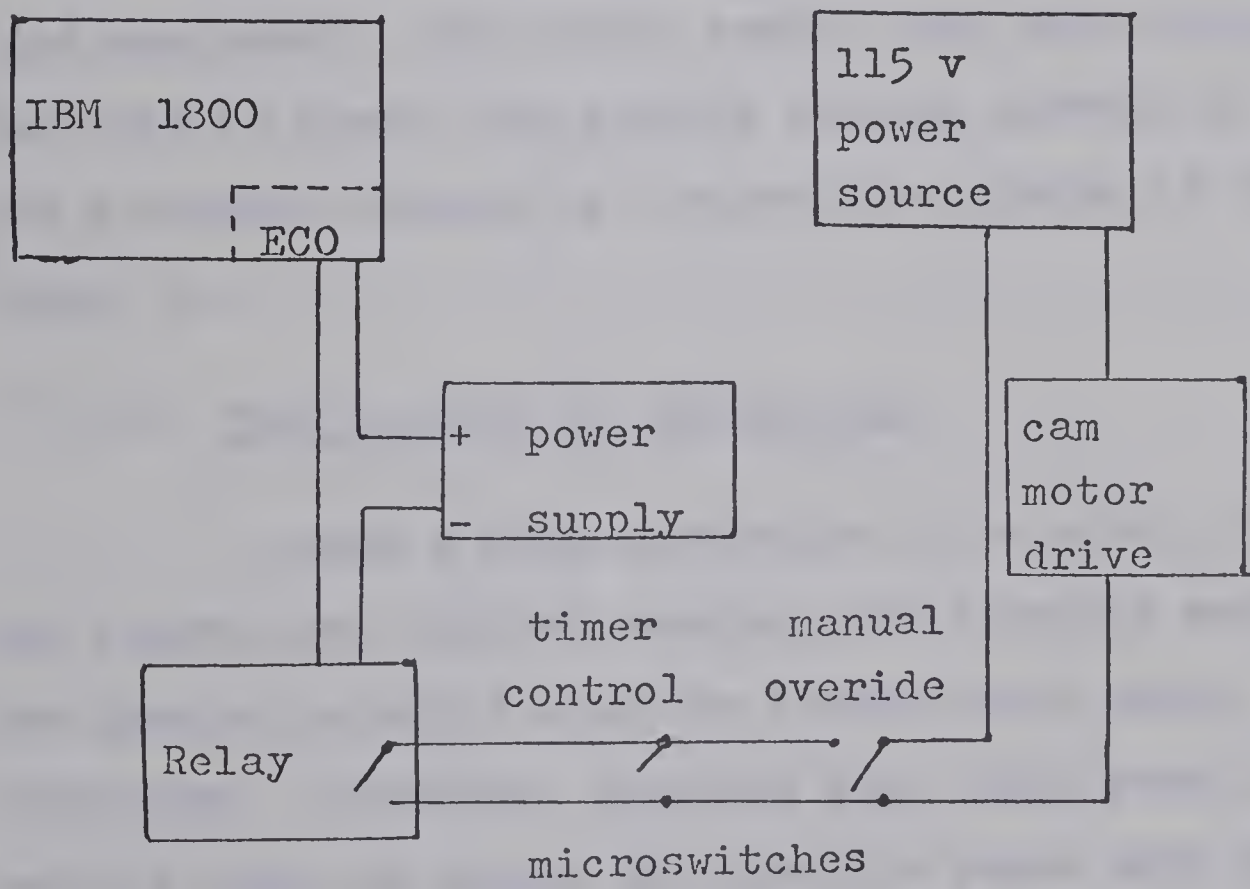 IBM 1800
ECO
115 v
power
source
+ power
- supply
cam
motor
drive
timer
control
manual
overide
Relay
microswitches